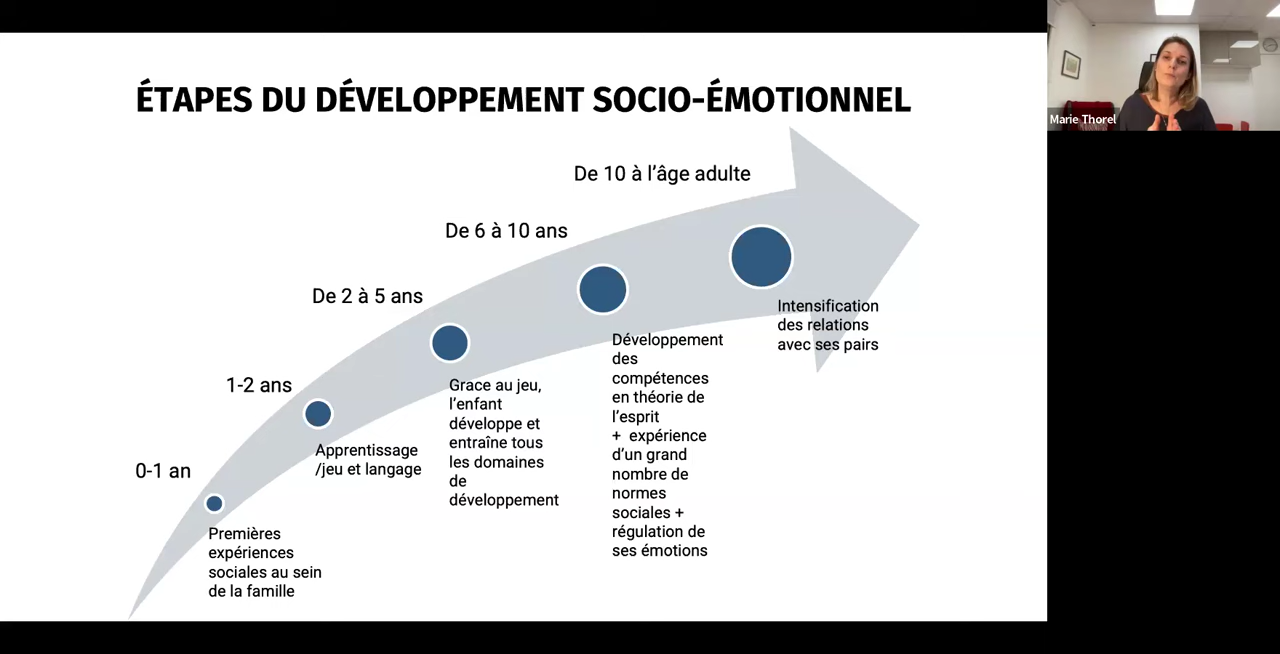 ÉTAPES DU DÉVELOPPEMENT SOCIO-ÉMOTIONNEL
Marie Thorel
0-1 an
Premières
expériences
sociales au sein
de la famille
1-2 ans
Apprentissage
/jeu et langage
De 2 à 5 ans
Grace au jeu,
l’enfant
développe et
entraîne tous
les domaines
de
développement
De 6 à 10 ans
Développement
des
compétences
en théorie de
l’esprit
+ expérience
d’un grand
nombre de
normes
sociales +
régulation de
ses émotions
De 10 à l’âge adulte
Intensification
des relations
avec ses pairs